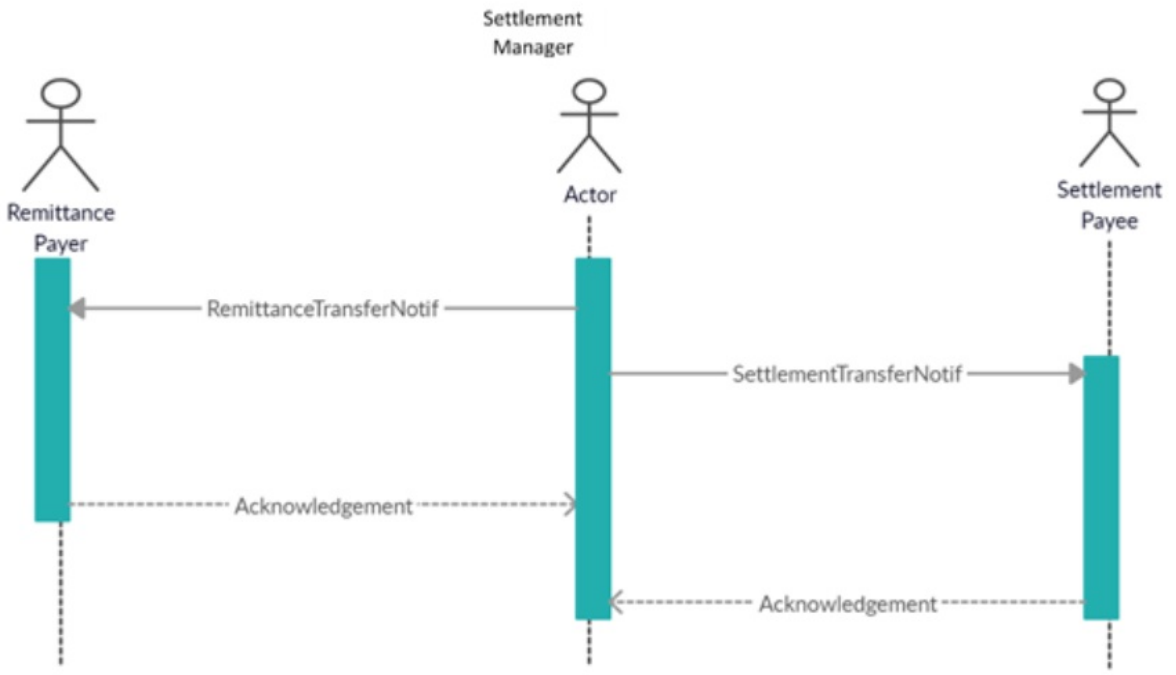 Settlement
Manager
Remittance
Payer
Actor
Settlement
Payee
RemittanceTransferNotif
SettlementTransferNotif
Acknowledgement
Acknowledgement